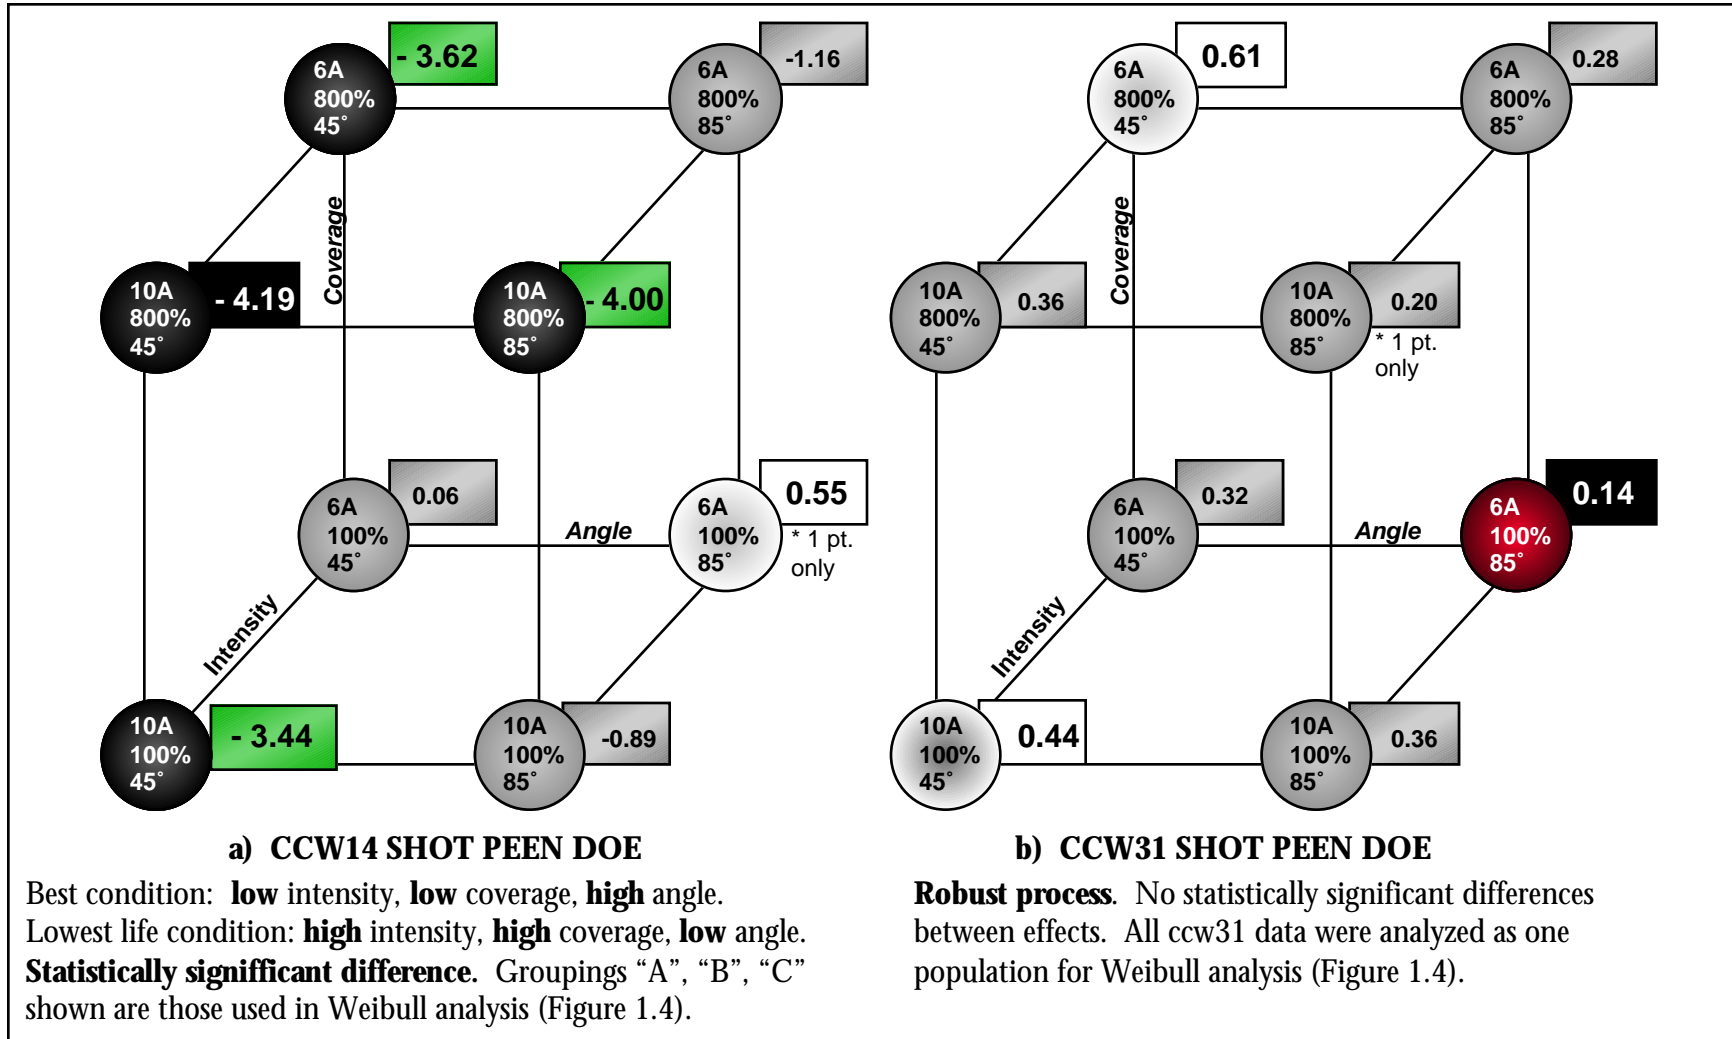 6A
800%
45°
- 3.62
6A
800%
85°
-1.16
Coverage
10A
800%
45°
- 4.19
10A
800%
85°
- 4.00
6A
100%
45°
0.06
Angle
6A
100%
85°
0.55
* 1 pt.
only
Intensity
10A
100%
45°
- 3.44
10A
100%
85°
-0.89
a) CCW14 SHOT PEEN DOE
Best condition: low intensity, low coverage, high angle.
Lowest life condition: high intensity, high coverage, low angle.
Statistically signifficant difference. Groupings “A”, “B”, “C”
shown are those used in Weibull analysis (Figure 1.4).
6A
800%
45°
0.61
6A
800%
85°
0.28
Coverage
10A
800%
45°
0.36
10A
800%
85°
0.20
* 1 pt.
only
6A
100%
45°
0.32
Angle
6A
100%
85°
0.14
Intensity
10A
100%
45°
0.44
10A
100%
85°
0.36
b) CCW31 SHOT PEEN DOE
Robust process. No statistically significant differences
between effects. All ccw31 data were analyzed as one
population for Weibull analysis (Figure 1.4).